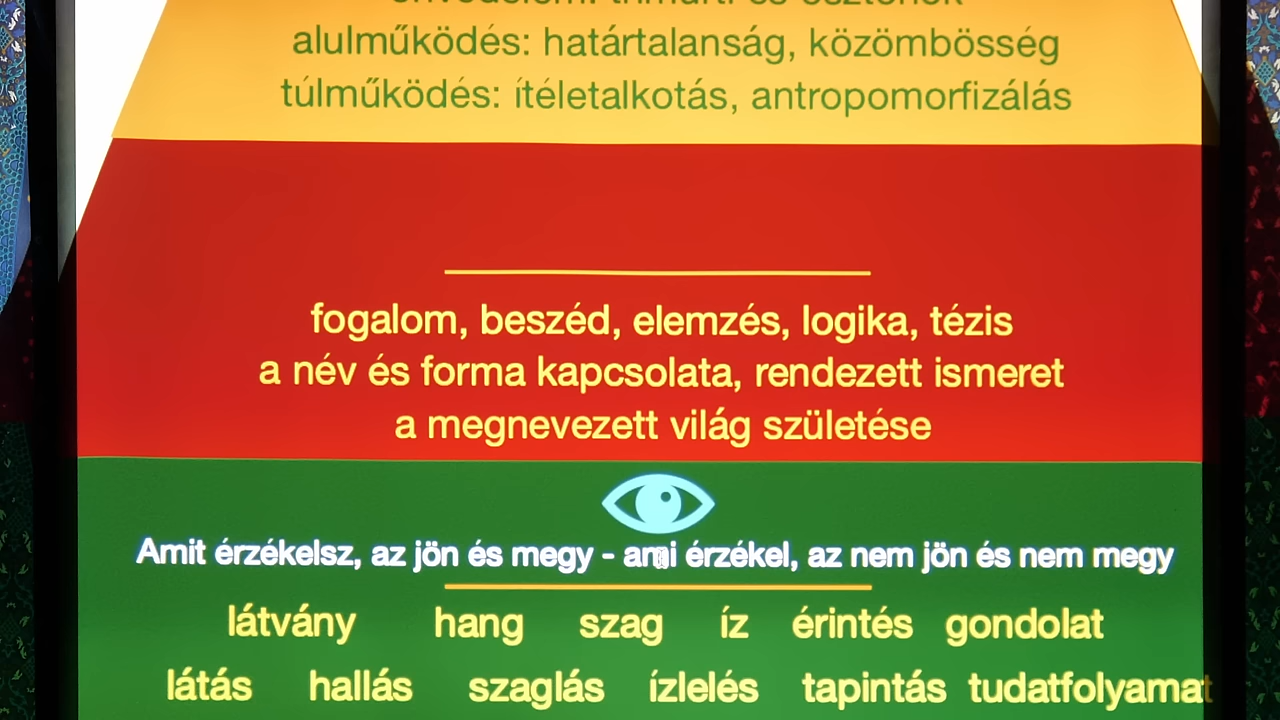 alulműködés: határtalanság, közömbösség
túlműködés: ítéletalkotás, antropomorfizálás
fogalom, beszéd, elemzés, logika, tézis
a név és forma kapcsolata, rendezett ismeret
a megnevezett világ születése
Amit érzékelsz, az jön és megy - ami érzékel, az nem jön és nem megy
látvány hang szag íz érintés gondolat
látás hallás szaglás ízlelés tapintás tudatfolyamat